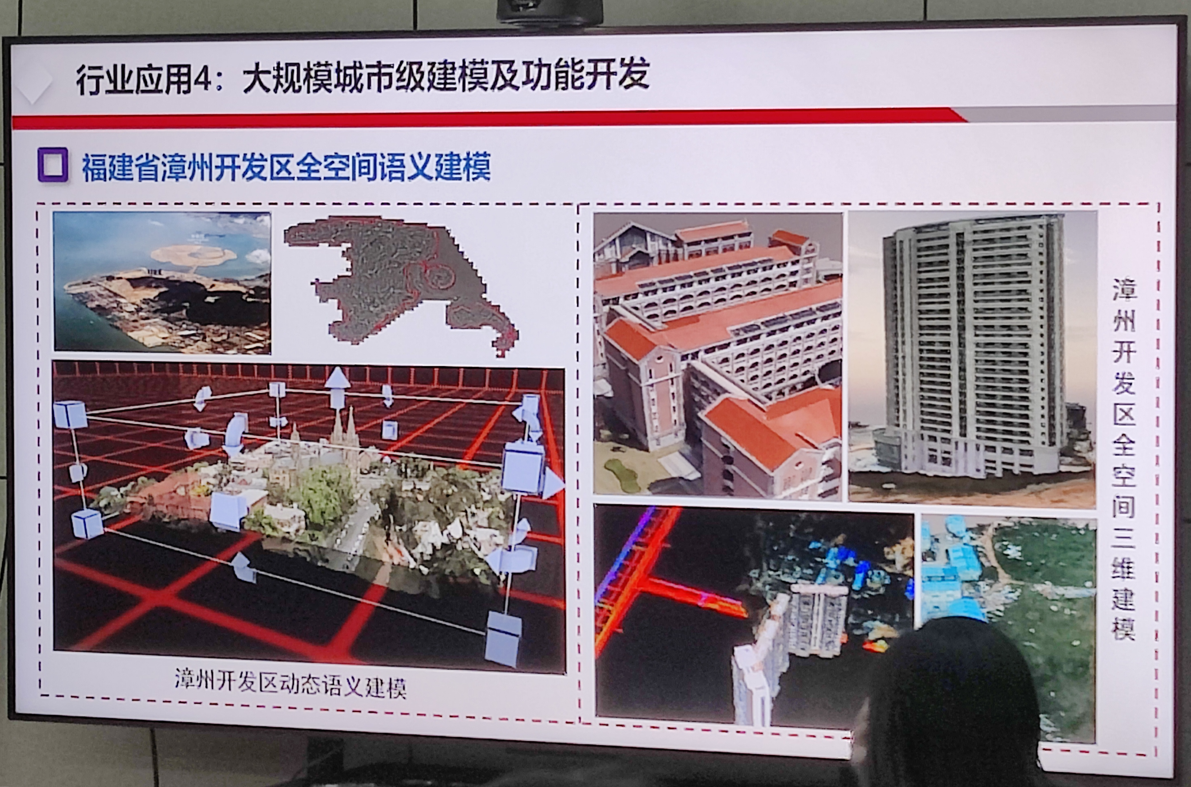 行业应用4：大规模城市级建模及功能开发
福建省漳州开发区全空间语义建模
漳州开发区动态语义建模
漳州开发区全空间三维建模